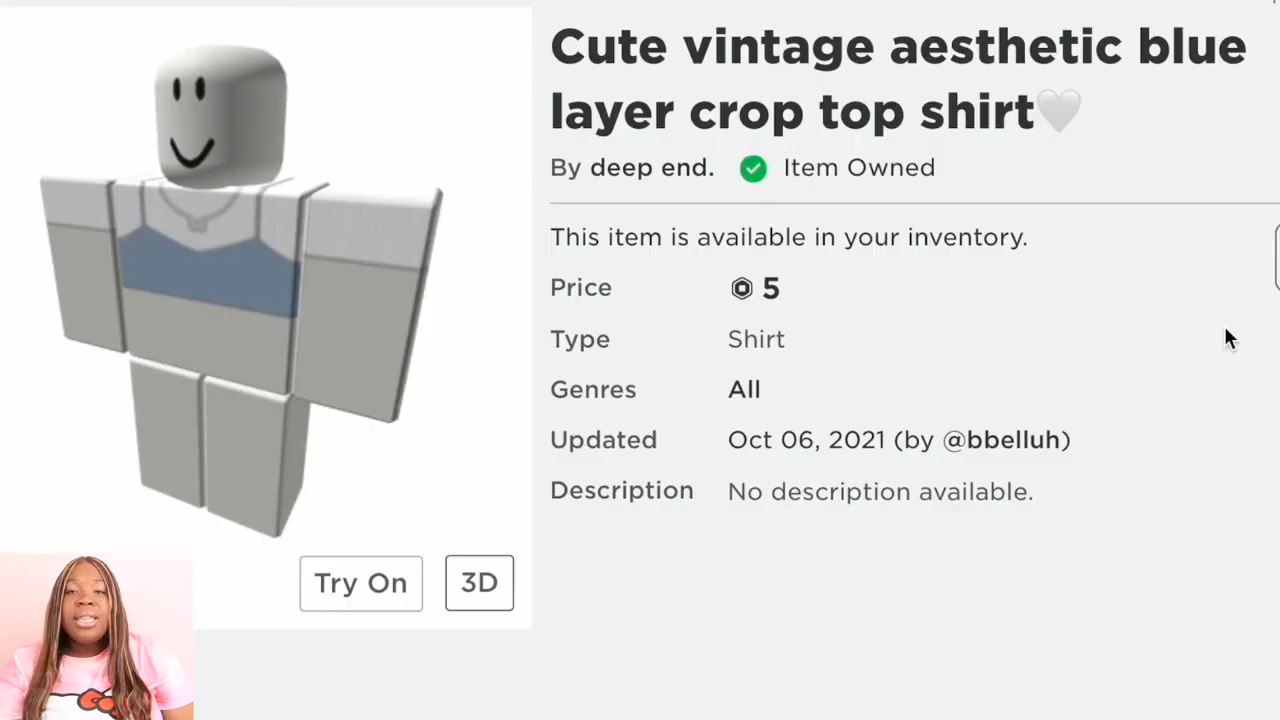 Cute vintage aesthetic blue
layer crop top shirt🤍
By deep end. Item Owned
This item is available in your inventory.
Price 5
Type Shirt
Genres All
Updated Oct 06, 2021 (by @bbelluh)
Description No description available.
Try On 3D